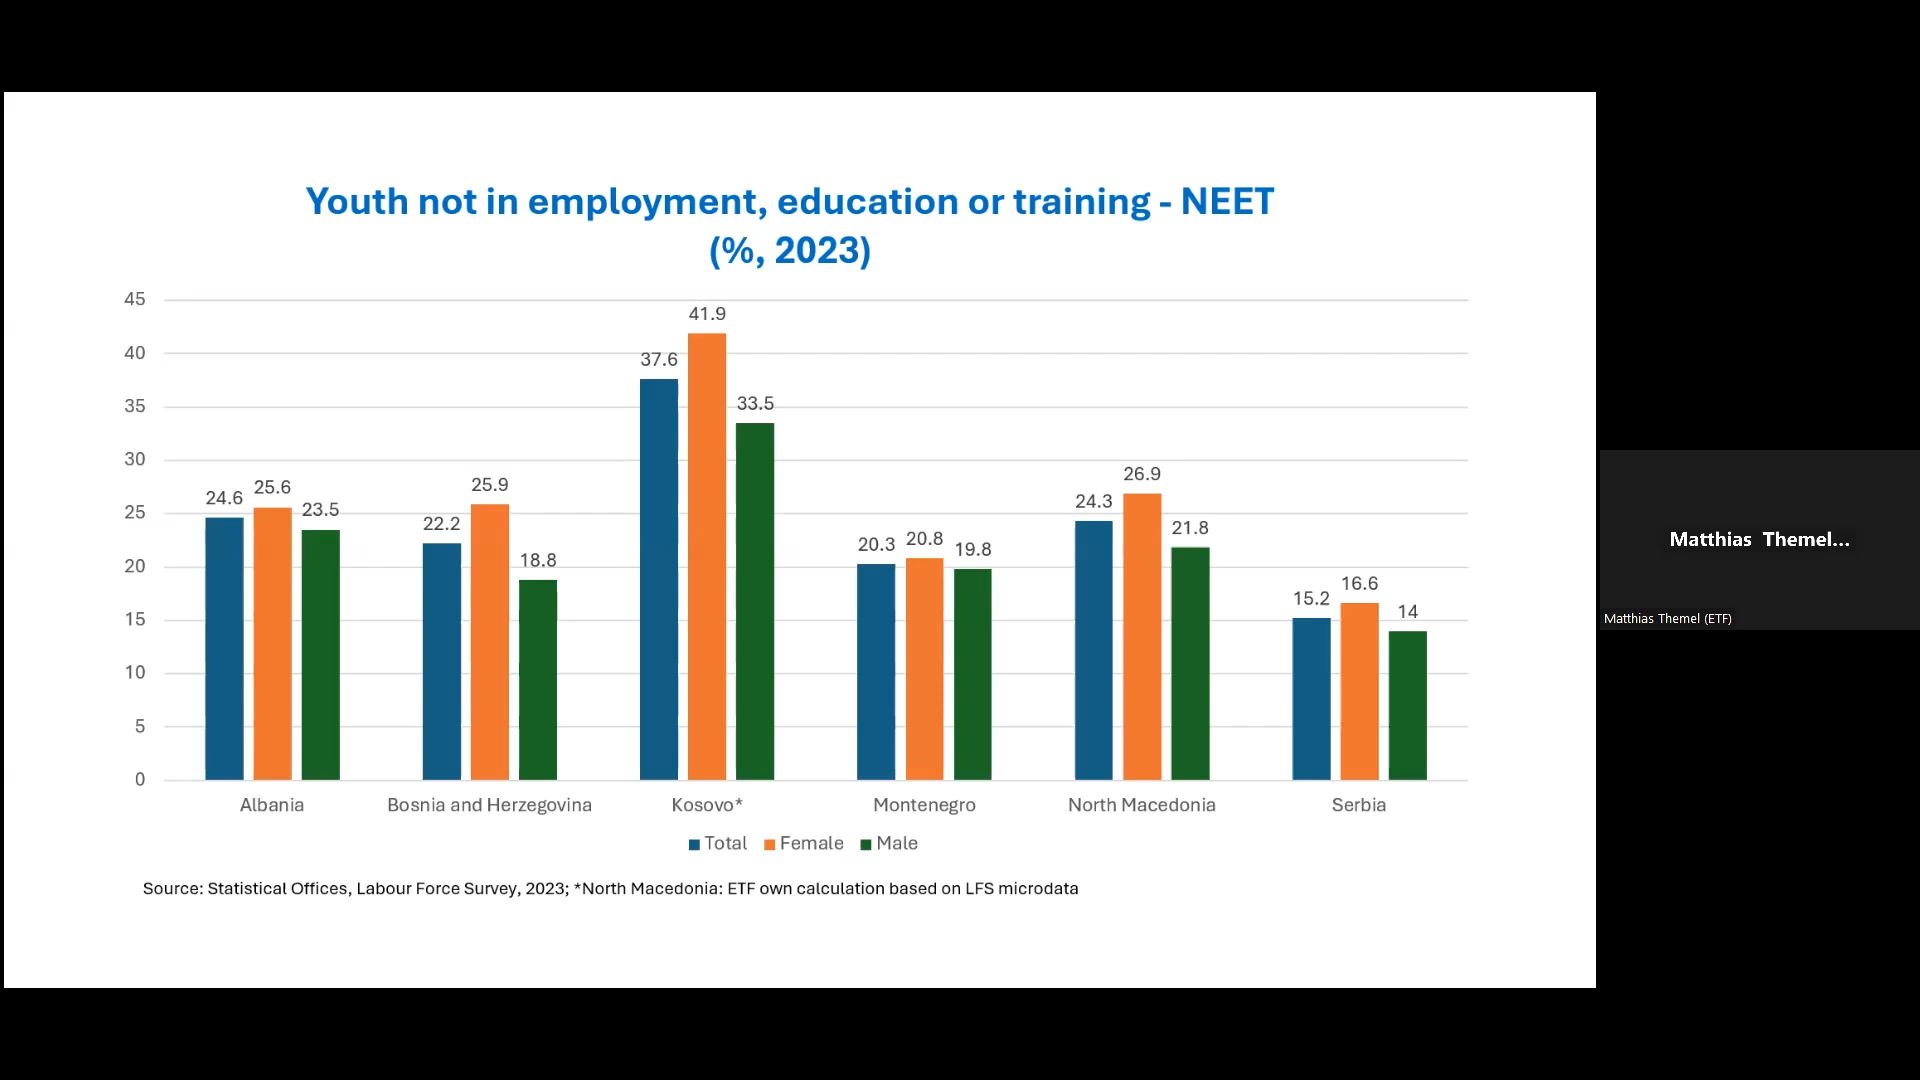 Youth not in employment, education or training - NEET
(%, 2023)
45
40
35
30
25
20
15
10
5
0
24.6 25.6 23.5
22.2 25.9 18.8
37.6 41.9 33.5
20.3 20.8 19.8
24.3 26.9 21.8
15.2 16.6 14
Albania Bosnia and Herzegovina Kosovo* Montenegro North Macedonia Serbia
Total Female Male
Source: Statistical Offices, Labour Force Survey, 2023; *North Macedonia: ETF own calculation based on LFS microdata
Matthias Themel...
Matthias Themel (ETF)